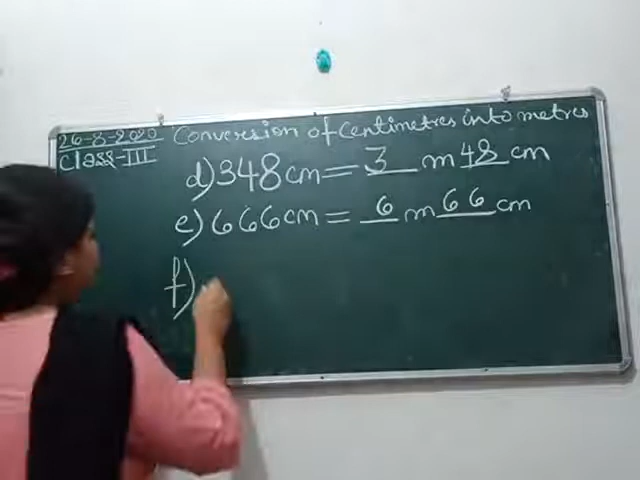 26-8-2020 Conversion of Centimetres into metres
Class-III
d) 348 cm = 3 m 48 cm
e) 666 cm = 6 m 66 cm
f)